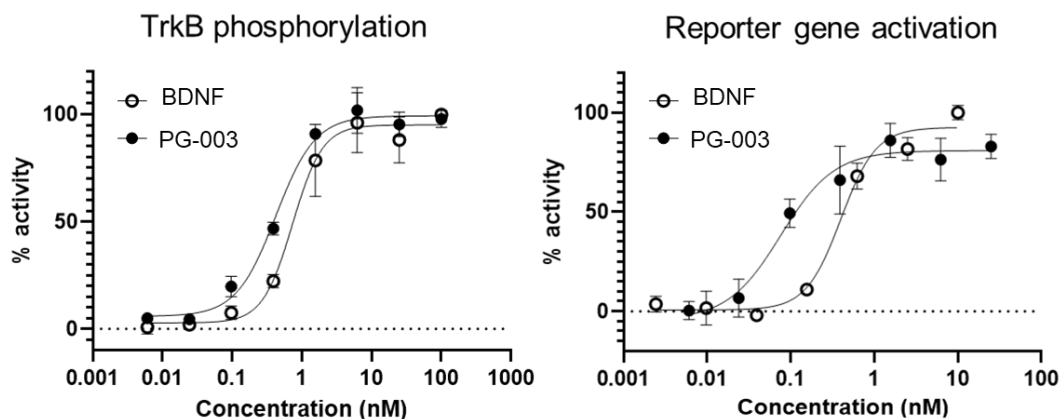 TrkB phosphorylation
BDNF
PG-003
% activity
100
50
0
0.001 0.01 0.1 1 10 100 1000
Concentration (nM)
Reporter gene activation
BDNF
PG-003
% activity
100
50
0
0.001 0.01 0.1 1 10 100
Concentration (nM)